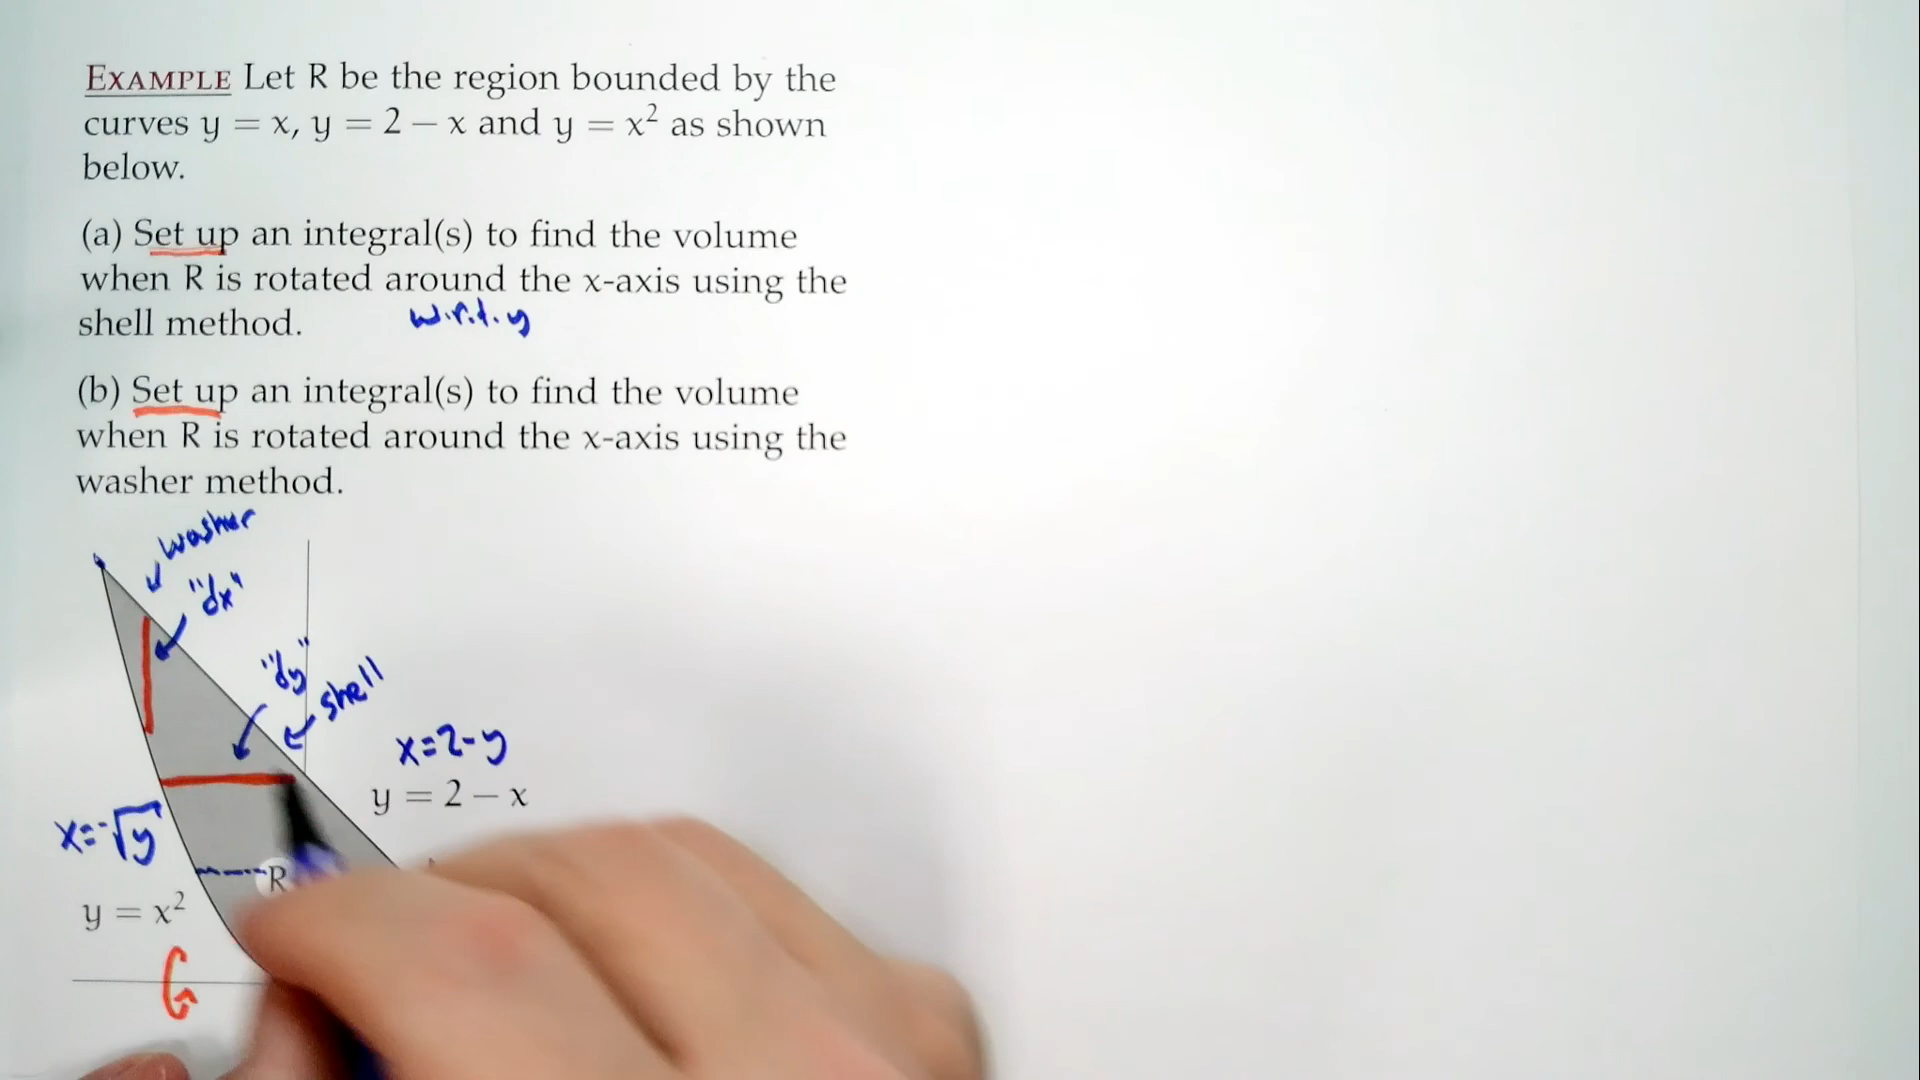 EXAMPLE Let R be the region bounded by the
curves y = x, y = 2 − x and y = x² as shown
below.
(a) Set up an integral(s) to find the volume
when R is rotated around the x-axis using the
shell method. w.r.t. y
(b) Set up an integral(s) to find the volume
when R is rotated around the x-axis using the
washer method.
washer
"dx"
"dy"
shell
x=2-y
y = 2 − x
x=-√y
R
y = x²